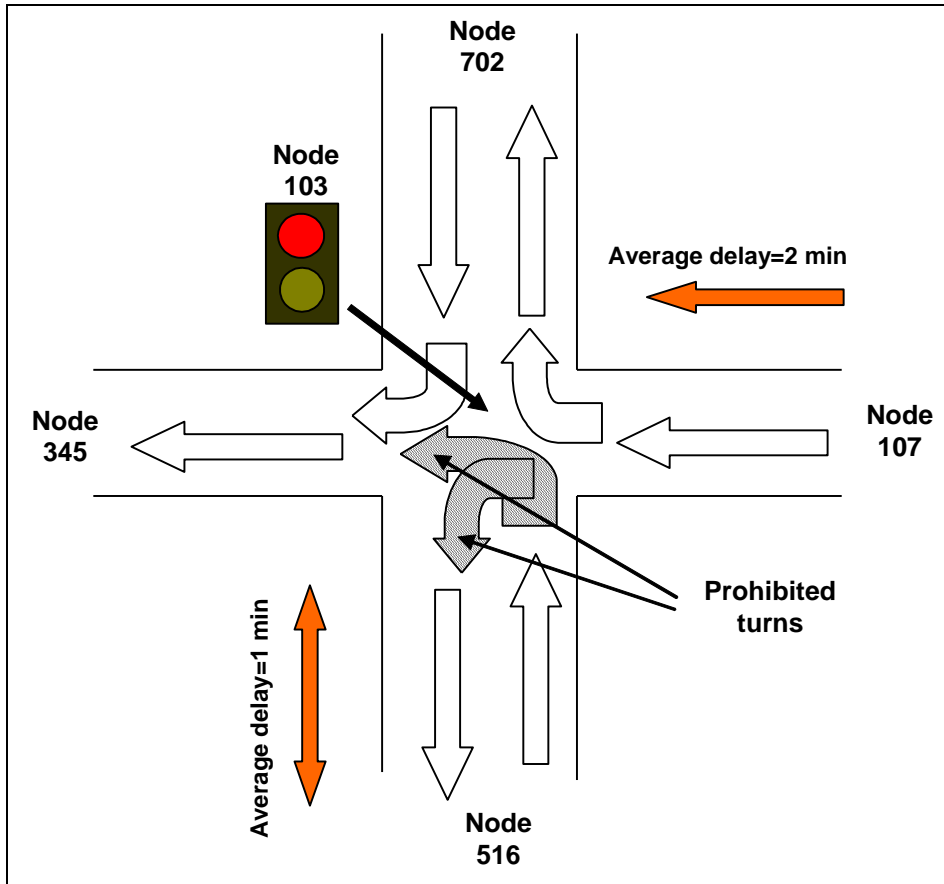 Node
702
Node
103
Average delay=2 min
Node
345
Node
107
Prohibited
turns
Average delay=1 min
Node
516